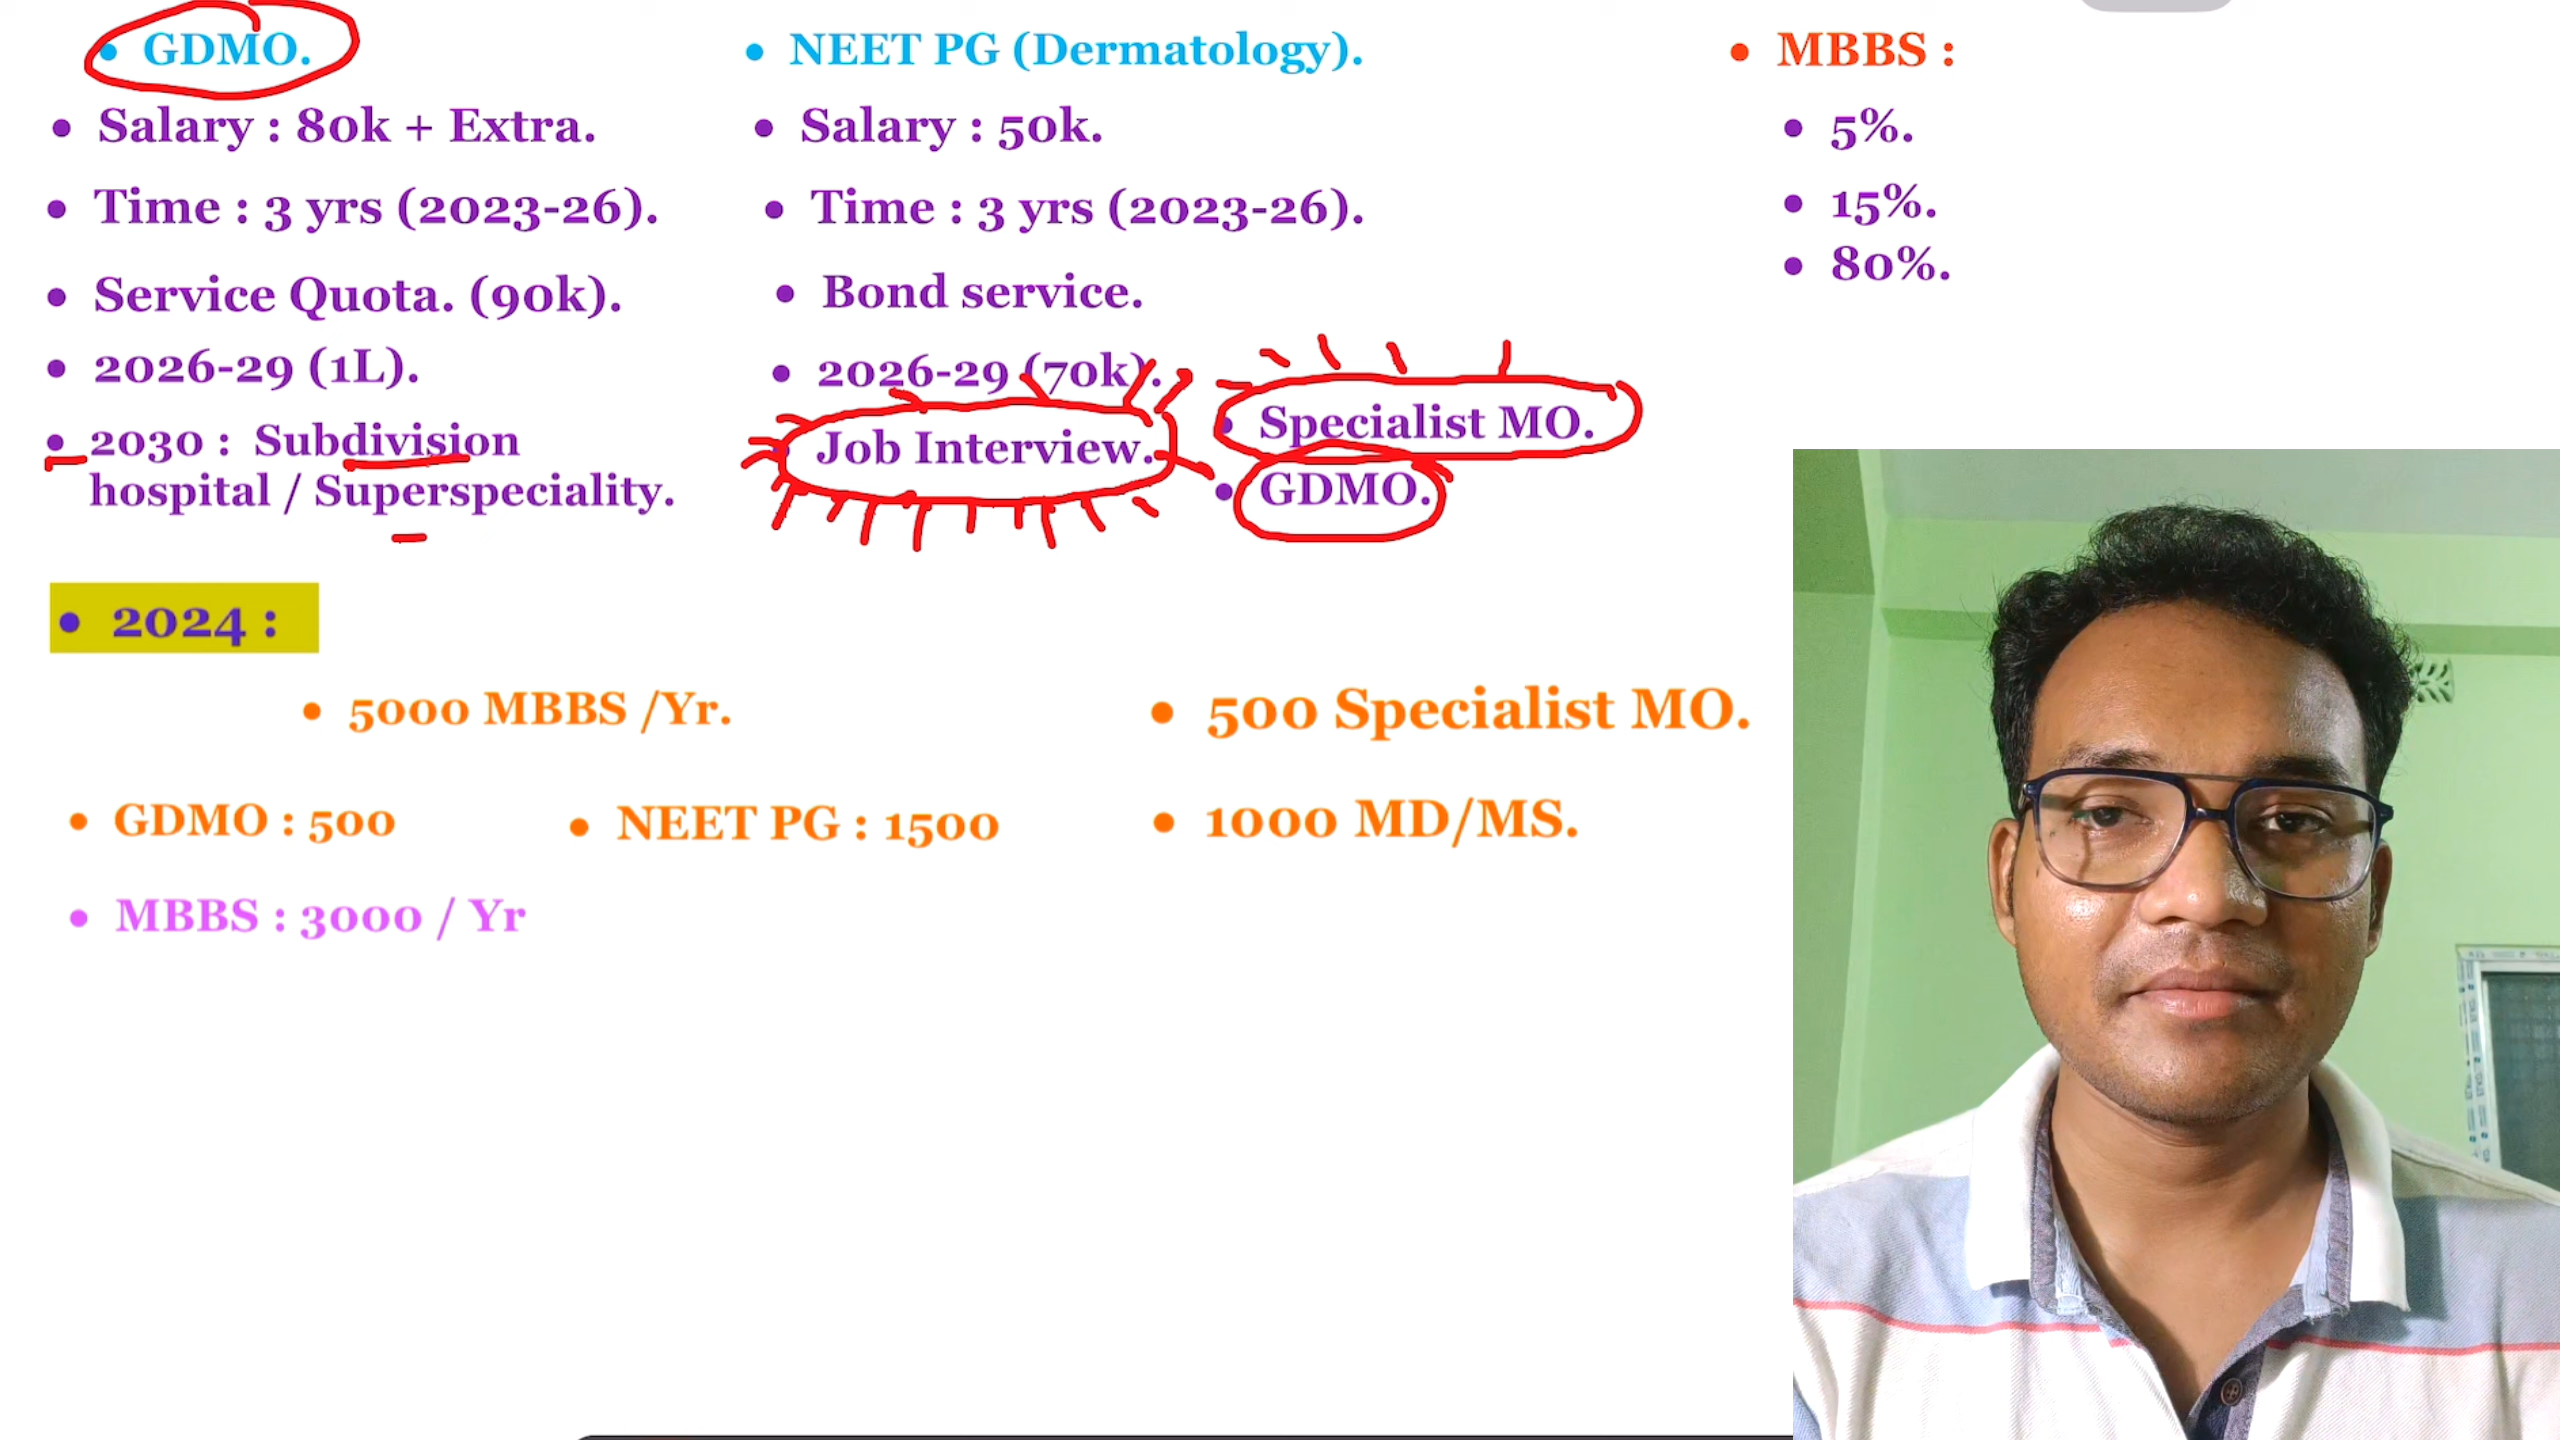 GDMO.
Salary : 80k + Extra.
Time : 3 yrs (2023-26).
Service Quota. (90k).
2026-29 (1L).
2030 : Subdivision
hospital / Superspeciality.
NEET PG (Dermatology).
Salary : 50k.
Time : 3 yrs (2023-26).
Bond service.
2026-29 (70k).
Job Interview.
Specialist MO.
GDMO.
MBBS :
5%.
15%.
80%.
2024 :
5000 MBBS /Yr.
500 Specialist MO.
GDMO : 500
NEET PG : 1500
1000 MD/MS.
MBBS : 3000 / Yr